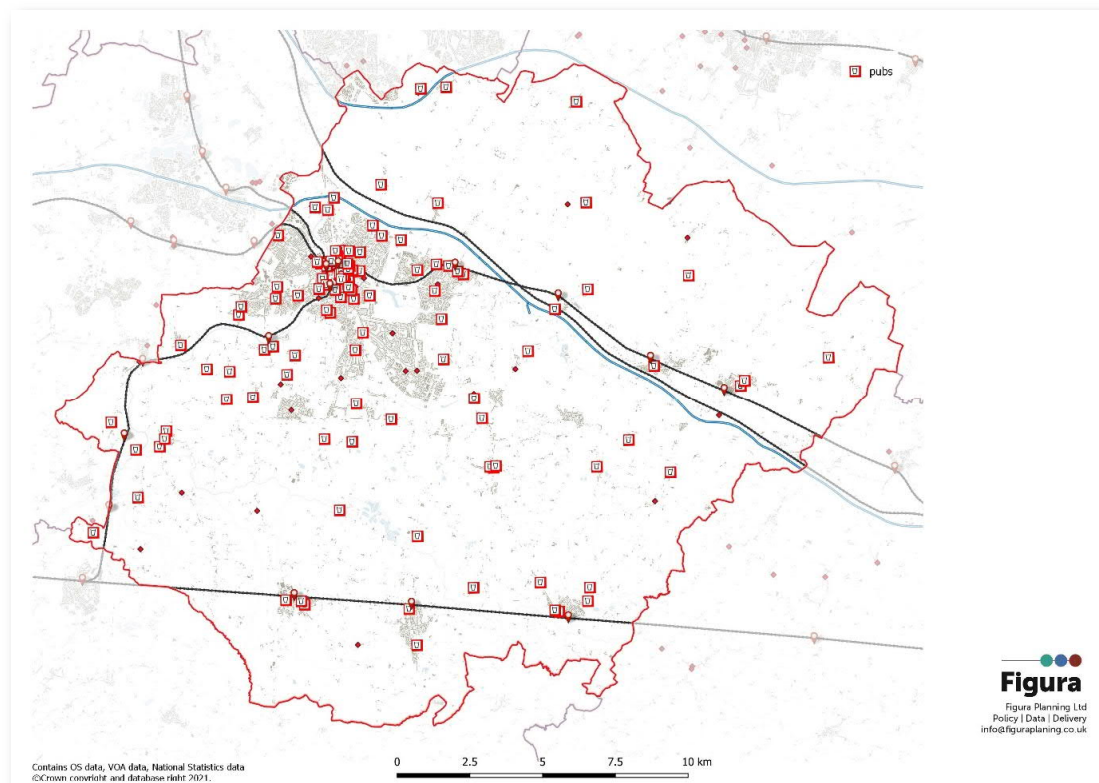 pubs
Figura
Figura Planning Ltd
Policy | Data | Delivery
info@figuraplaning.co.uk
Contains OS data, VOA data, National Statistics data
©Crown copyright and database right 2021.
0 2.5 5 7.5 10 km